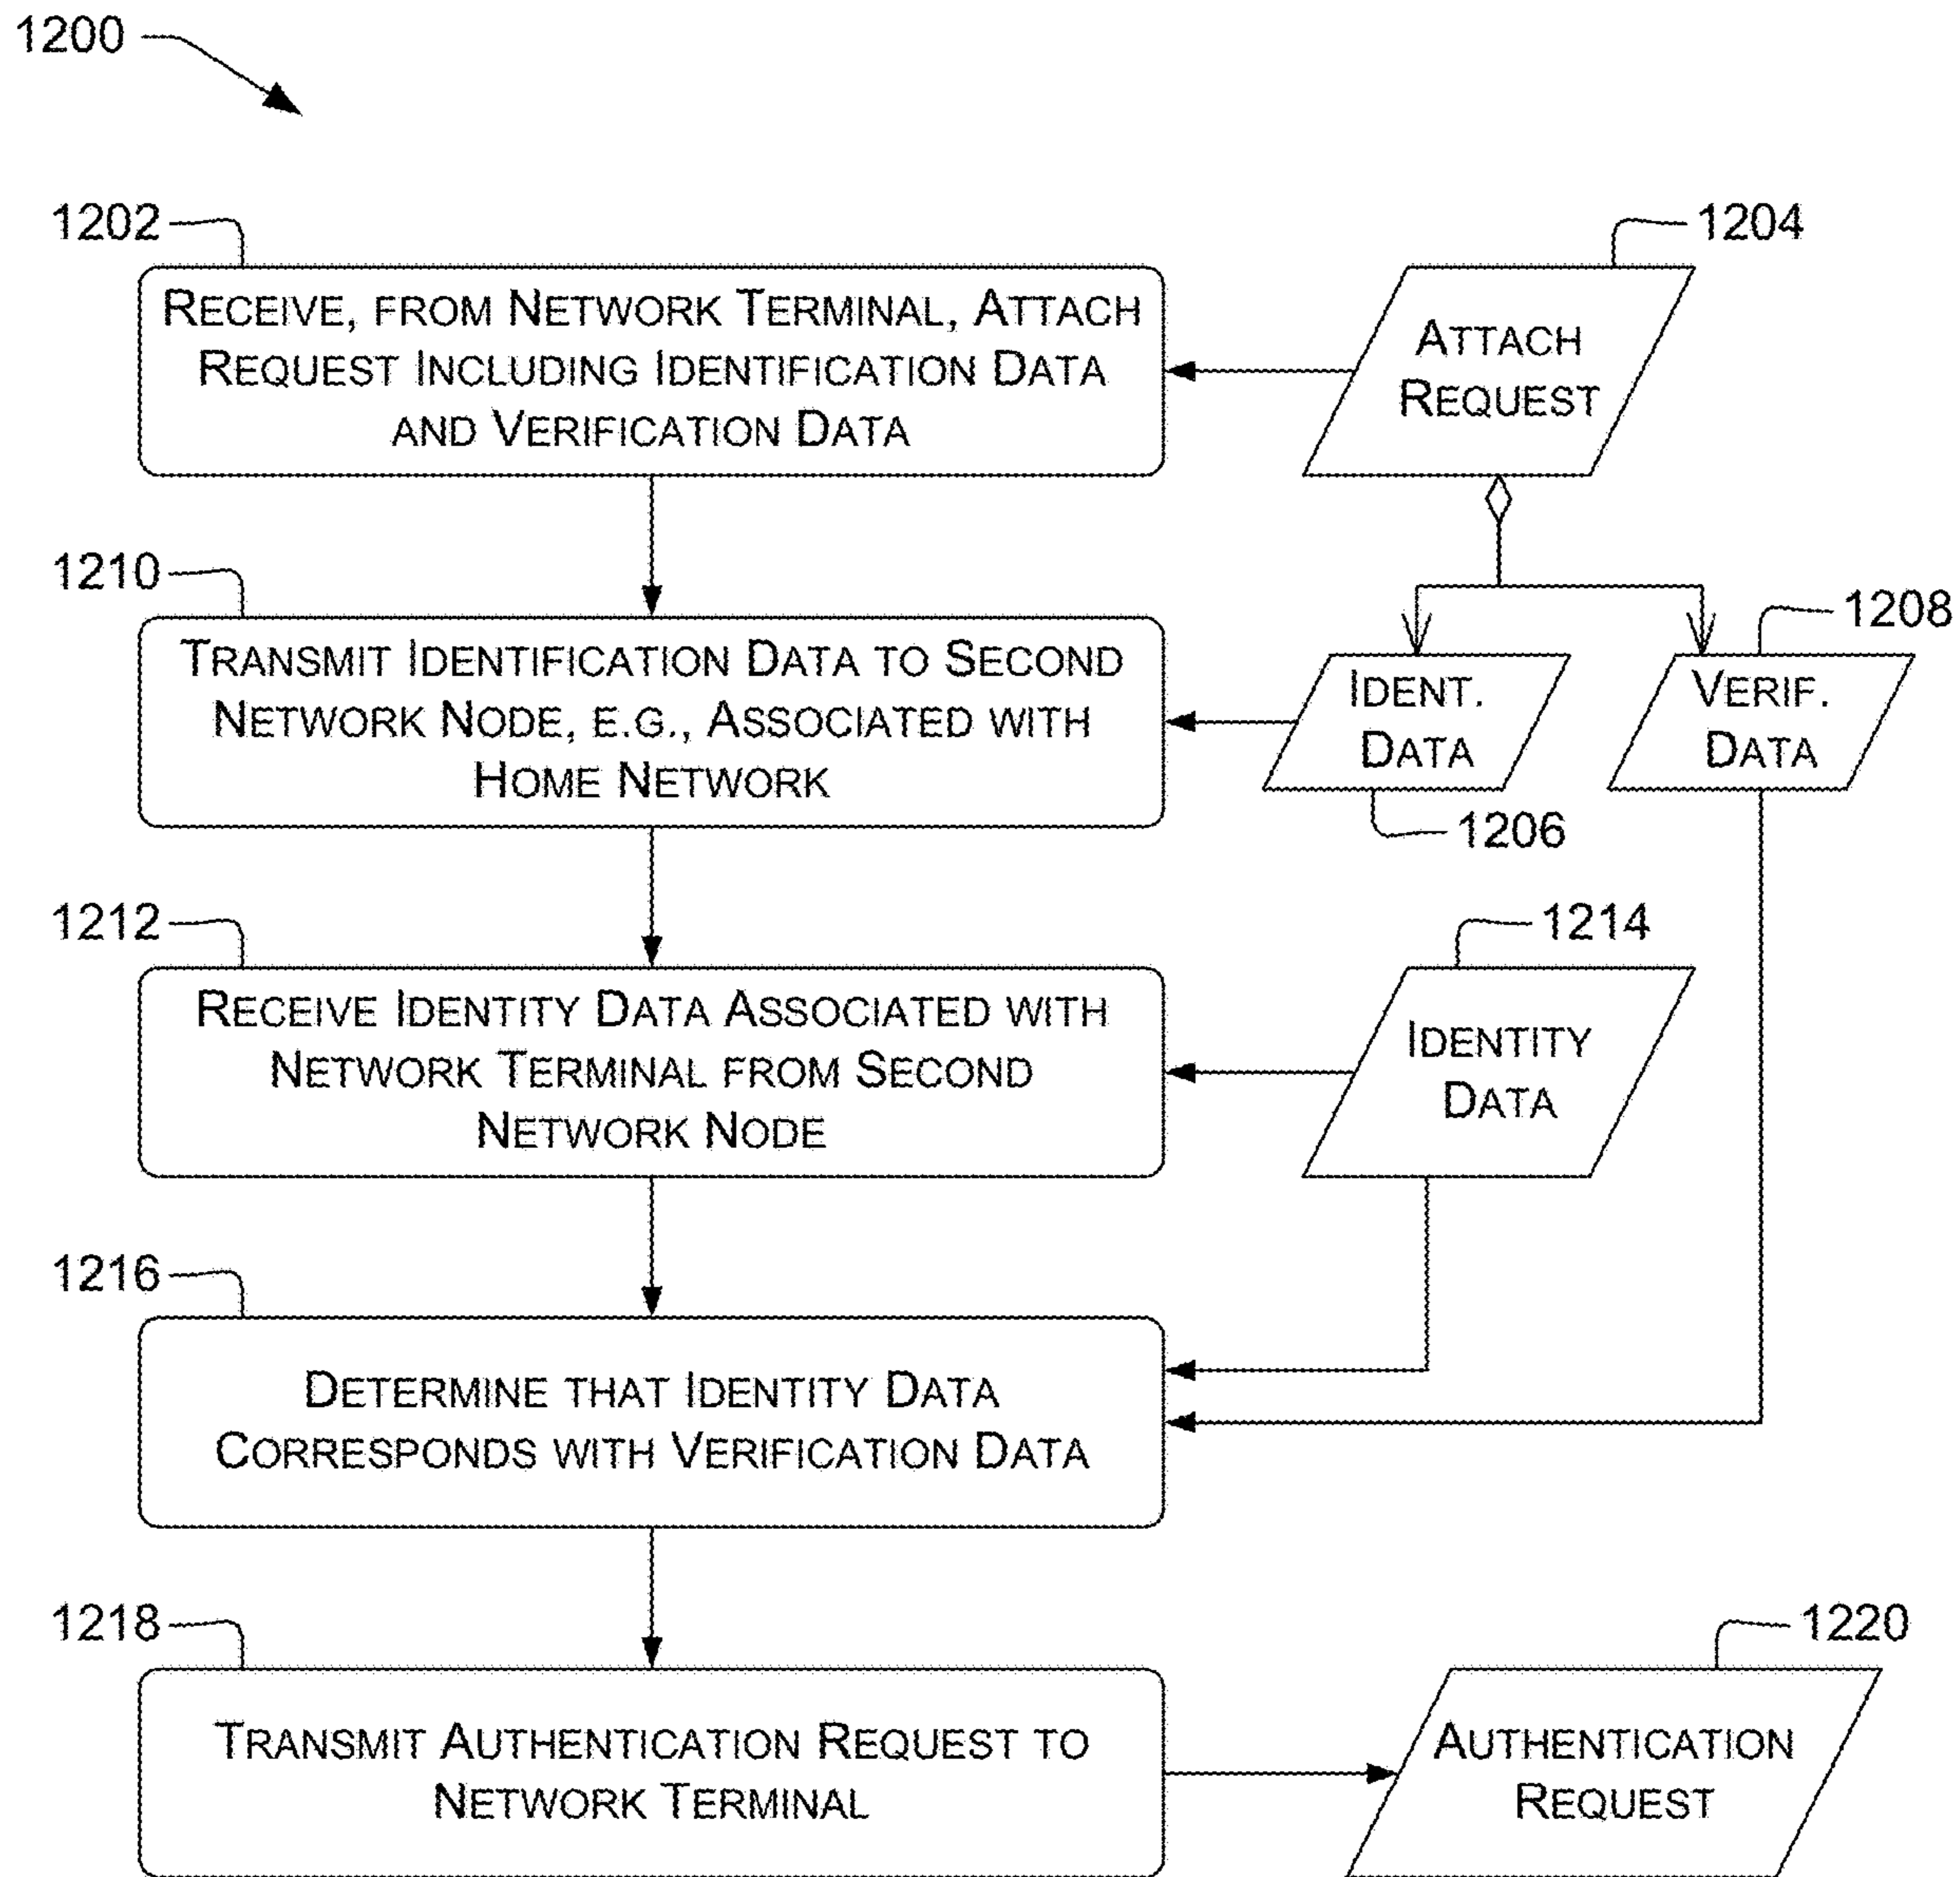 1200
1202
RECEIVE, FROM NETWORK TERMINAL, ATTACH
REQUEST INCLUDING IDENTIFICATION DATA
AND VERIFICATION DATA
1204
ATTACH
REQUEST
1210
TRANSMIT IDENTIFICATION DATA TO SECOND
NETWORK NODE, E.G., ASSOCIATED WITH
HOME NETWORK
IDENT.
DATA
1206
1208
VERIF.
DATA
1212
RECEIVE IDENTITY DATA ASSOCIATED WITH
NETWORK TERMINAL FROM SECOND
NETWORK NODE
1214
IDENTITY
DATA
1216
DETERMINE THAT IDENTITY DATA
CORRESPONDS WITH VERIFICATION DATA
1218
TRANSMIT AUTHENTICATION REQUEST TO
NETWORK TERMINAL
1220
AUTHENTICATION
REQUEST